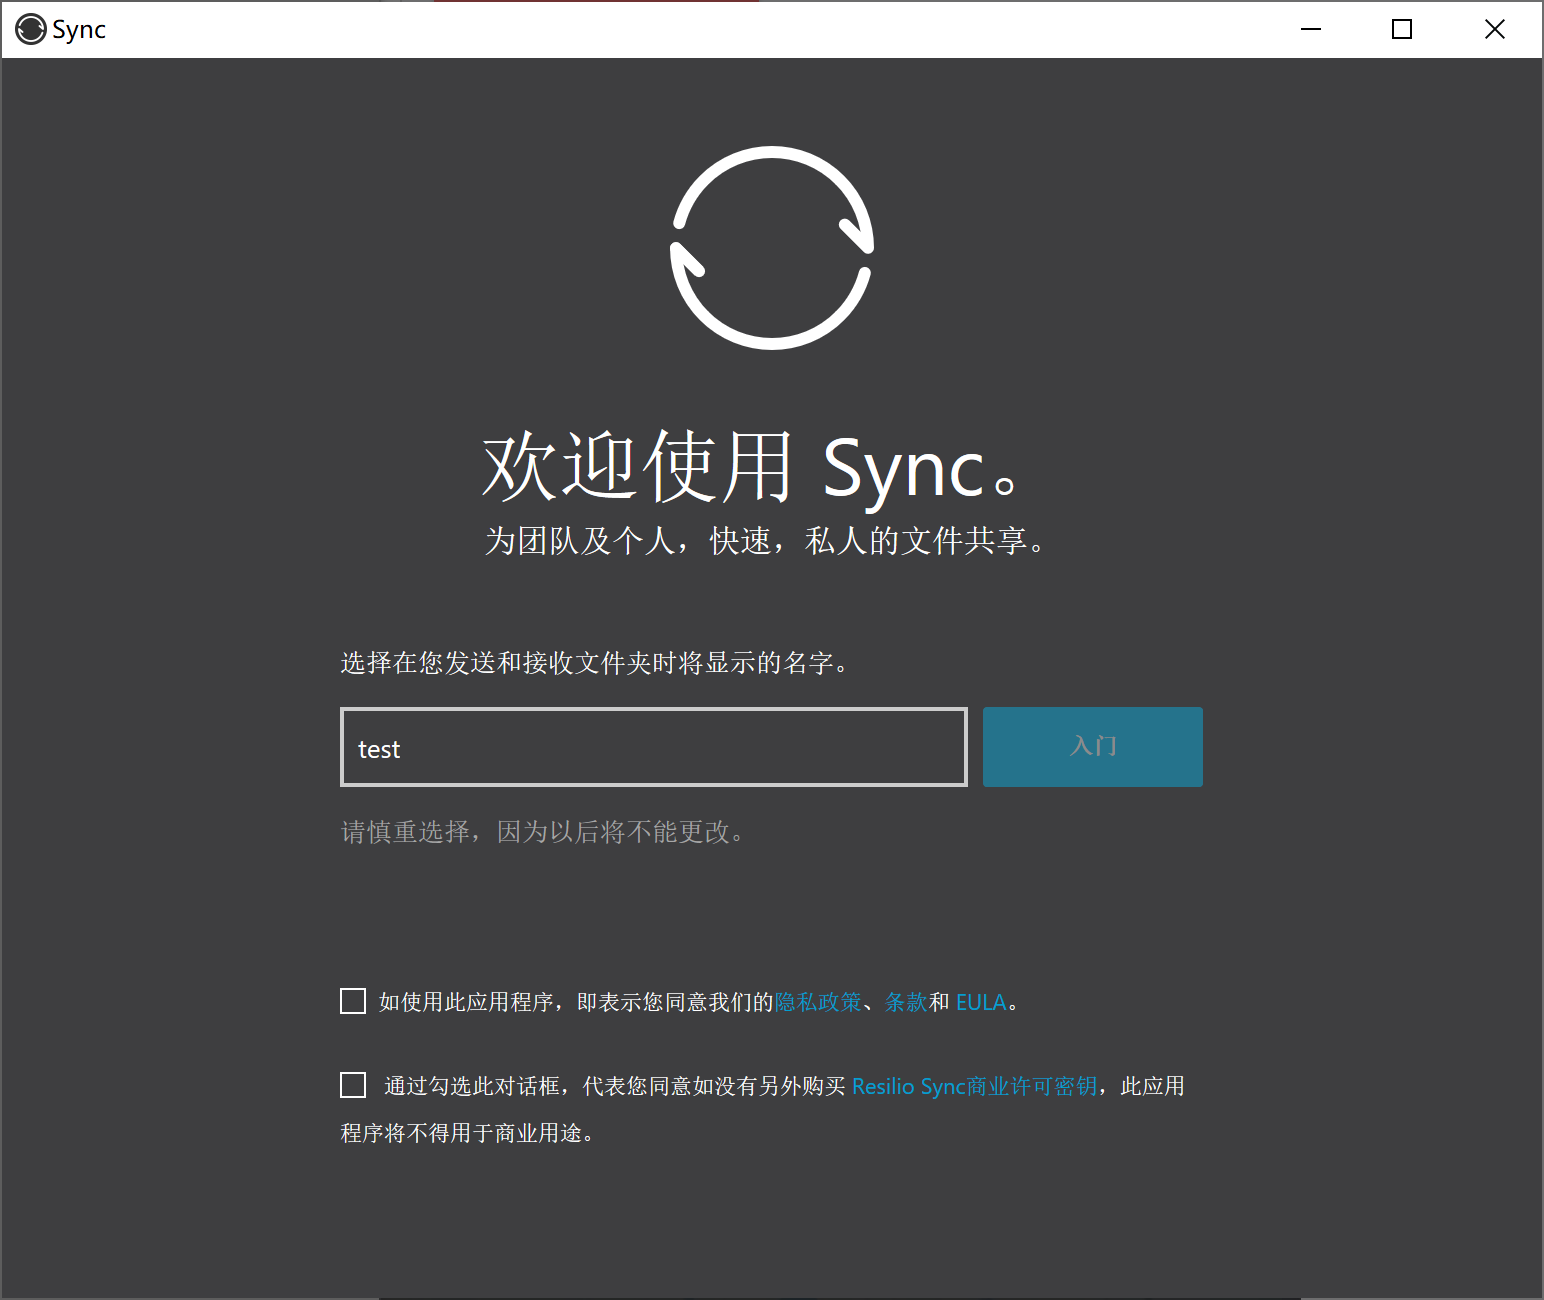 Sync
欢迎使用 Sync。
为团队及个人，快速，私人的文件共享。
选择在您发送和接收文件夹时将显示的名字。
test
入门
请慎重选择，因为以后将不能更改。
如使用此应用程序，即表示您同意我们的隐私政策、条款和 EULA。
通过勾选此对话框，代表您同意如没有另外购买 Resilio Sync商业许可密钥，此应用
程序将不得用于商业用途。